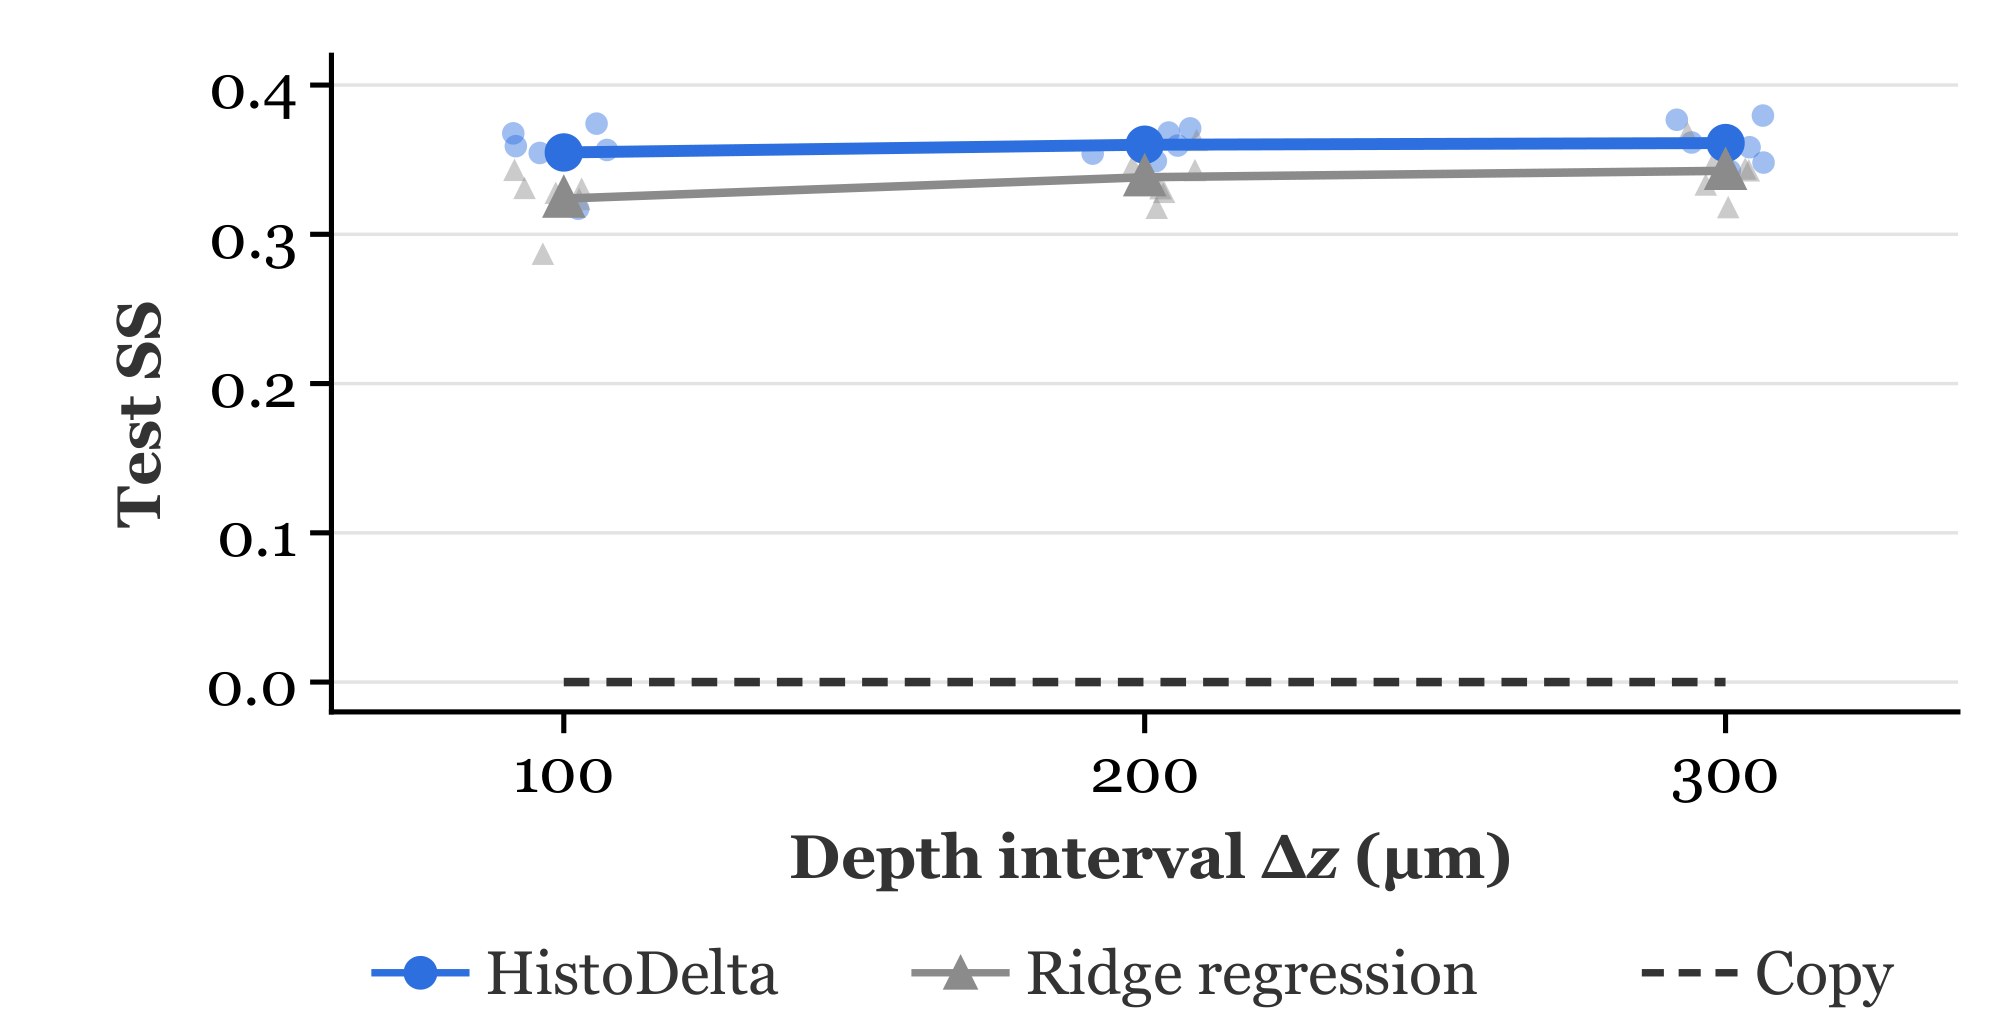 0.4
0.3
0.2
0.1
0.0
Test SS
100 200 300
Depth interval Δz (μm)
HistoDelta Ridge regression Copy